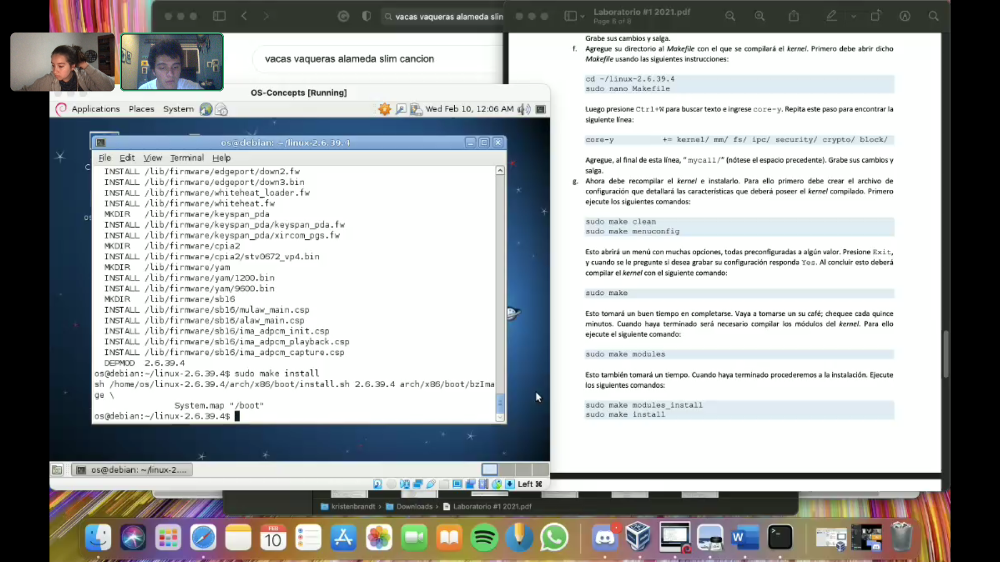 vacas vaqueras alameda slin
Laboratorio #1 2021.pdf
Page 6 of 8
vacas vaqueras alameda slim cancion
OS-Concepts [Running]
Applications Places System
Wed Feb 10, 12:06 AM
os@debian: ~/linux-2.6.39.4
File Edit View Terminal Help
INSTALL /lib/firmware/edgeport/down2.fw
INSTALL /lib/firmware/edgeport/down3.bin
INSTALL /lib/firmware/whiteheat_loader.fw
INSTALL /lib/firmware/whiteheat.fw
MKDIR /lib/firmware/keyspan_pda
INSTALL /lib/firmware/keyspan_pda/keyspan_pda.fw
INSTALL /lib/firmware/keyspan_pda/xircom_pgs.fw
MKDIR /lib/firmware/cpia2
INSTALL /lib/firmware/cpia2/stv0672_vp4.bin
MKDIR /lib/firmware/yam
INSTALL /lib/firmware/yam/1200.bin
INSTALL /lib/firmware/yam/9600.bin
MKDIR /lib/firmware/sb16
INSTALL /lib/firmware/sb16/mulaw_main.csp
INSTALL /lib/firmware/sb16/alaw_main.csp
INSTALL /lib/firmware/sb16/ima_adpcm_init.csp
INSTALL /lib/firmware/sb16/ima_adpcm_playback.csp
INSTALL /lib/firmware/sb16/ima_adpcm_capture.csp
DEPMOD 2.6.39.4
os@debian:~/linux-2.6.39.4$ sudo make install
sh /home/os/linux-2.6.39.4/arch/x86/boot/install.sh 2.6.39.4 arch/x86/boot/bzIma
ge \
System.map "/boot"
os@debian:~/linux-2.6.39.4$
os@debian: ~/linux-2....
Left ⌘
Grabe sus cambios y salga.
f. Agregue su directorio al Makefile con el que se compilará el kernel. Primero debe abrir dicho
Makefile usando las siguientes instrucciones:
cd ~/linux-2.6.39.4
sudo nano Makefile
Luego presione Ctrl+W para buscar texto e ingrese core-y. Repita este paso para encontrar la
siguiente línea:
core-y += kernel/ mm/ fs/ ipc/ security/ crypto/ block/
Agregue, al final de esta línea, " mycall/" (nótese el espacio precedente). Grabe sus cambios y
salga.
g. Ahora debe recompilar el kernel e instalarlo. Para ello primero debe crear el archivo de
configuración que detallará las características que deberá poseer el kernel compilado. Primero
ejecute los siguientes comandos:
sudo make clean
sudo make menuconfig
Esto abrirá un menú con muchas opciones, todas preconfiguradas a algún valor. Presione Exit,
y cuando se le pregunte si desea grabar su configuración responda Yes. Al concluir esto deberá
compilar el kernel con el siguiente comando:
sudo make
Esto tomará un buen tiempo en completarse. Vaya a tomarse un su café; chequee cada quince
minutos. Cuando haya terminado será necesario compilar los módulos del kernel. Para ello
ejecute el siguiente comando:
sudo make modules
Esto también tomará un tiempo. Cuando haya terminado procederemos a la instalación. Ejecute
los siguientes comandos:
sudo make modules_install
sudo make install
kristenbrandt › Downloads › Laboratorio #1 2021.pdf
FEB
10